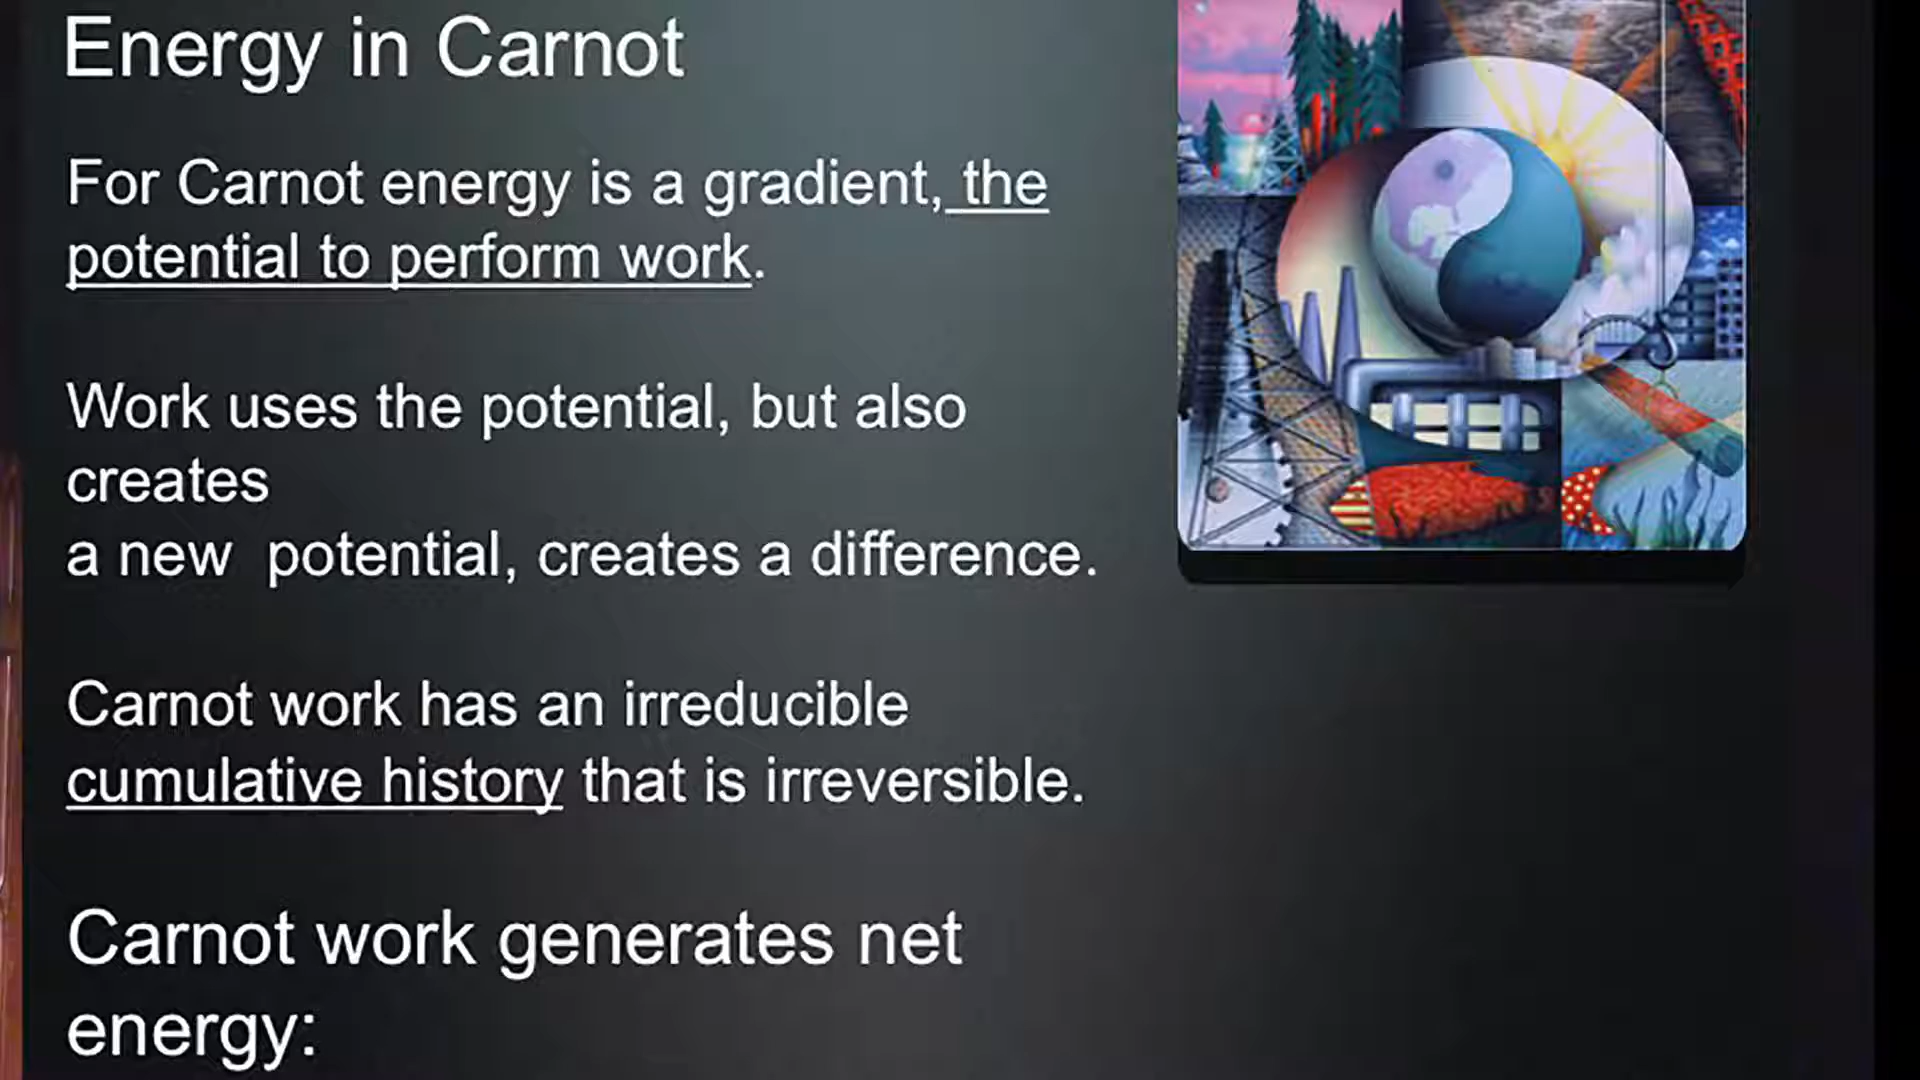 Energy in Carnot
For Carnot energy is a gradient, the
potential to perform work.
Work uses the potential, but also
creates
a new potential, creates a difference.
Carnot work has an irreducible
cumulative history that is irreversible.
Carnot work generates net
energy: